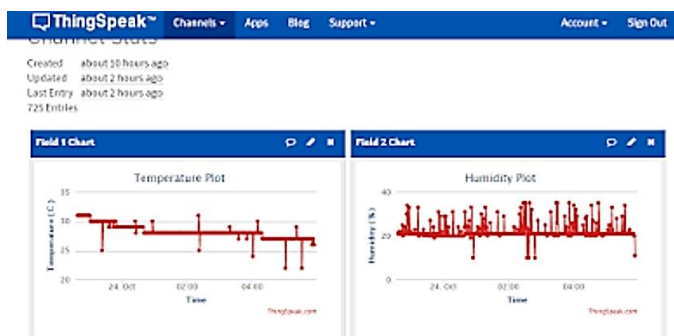 ThingSpeak™ Channels Apps Blog Support Account Sign Out
Channel Stats
Created about 10 hours ago
Updated about 2 hours ago
Last Entry about 2 hours ago
725 Entries
Field 1 Chart
Temperature Plot
Temperature (C)
35
30
25
20
24. Oct 02:00 04:00
Time
ThingSpeak.com
Field 2 Chart
Humidity Plot
Humidity (%)
40
20
0
24. Oct 02:00 04:00
Time
ThingSpeak.com